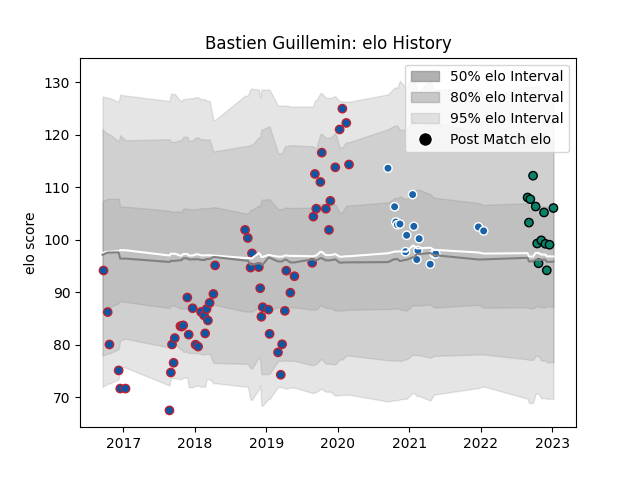 Bastien Guillemin: elo History
50% elo Interval
80% elo Interval
95% elo Interval
Post Match elo
elo score
130
120
110
100
90
80
70
2017 2018 2019 2020 2021 2022 2023